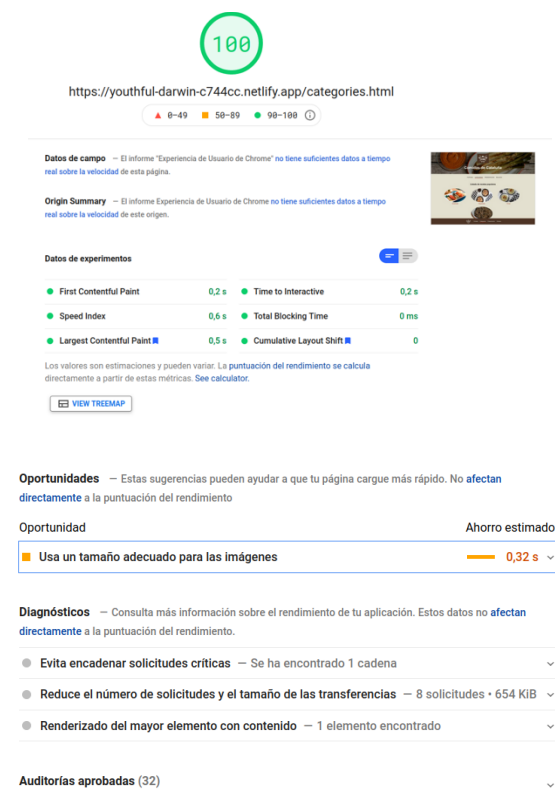 100
https://youthful-darwin-c744cc.netlify.app/categories.html
0-49 50-89 90-100
Datos de campo — El informe "Experiencia de Usuario de Chrome" no tiene suficientes datos a tiempo
real sobre la velocidad de esta página.
Origin Summary — El informe Experiencia de Usuario de Chrome no tiene suficientes datos a tiempo
real sobre la velocidad de este origen.
Datos de experimentos
First Contentful Paint 0,2 s Time to Interactive 0,2 s
Speed Index 0,6 s Total Blocking Time 0 ms
Largest Contentful Paint 0,5 s Cumulative Layout Shift 0
Los valores son estimaciones y pueden variar. La puntuación del rendimiento se calcula
directamente a partir de estas métricas. See calculator.
VIEW TREEMAP
Oportunidades — Estas sugerencias pueden ayudar a que tu página cargue más rápido. No afectan
directamente a la puntuación del rendimiento
Oportunidad Ahorro estimado
Usa un tamaño adecuado para las imágenes 0,32 s
Diagnósticos — Consulta más información sobre el rendimiento de tu aplicación. Estos datos no afectan
directamente a la puntuación del rendimiento.
Evita encadenar solicitudes críticas — Se ha encontrado 1 cadena
Reduce el número de solicitudes y el tamaño de las transferencias — 8 solicitudes • 654 KiB
Renderizado del mayor elemento con contenido — 1 elemento encontrado
Auditorías aprobadas (32)